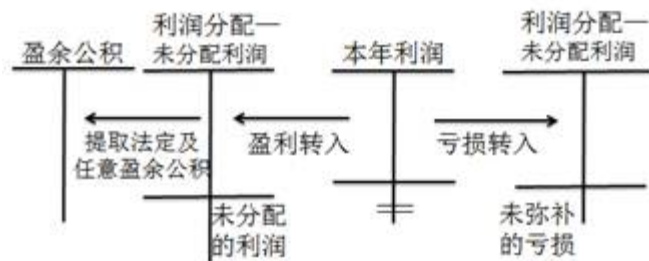 盈余公积
利润分配—
未分配利润
本年利润
利润分配—
未分配利润
提取法定及
任意盈余公积
盈利转入
亏损转入
未分配
的利润
未弥补
的亏损